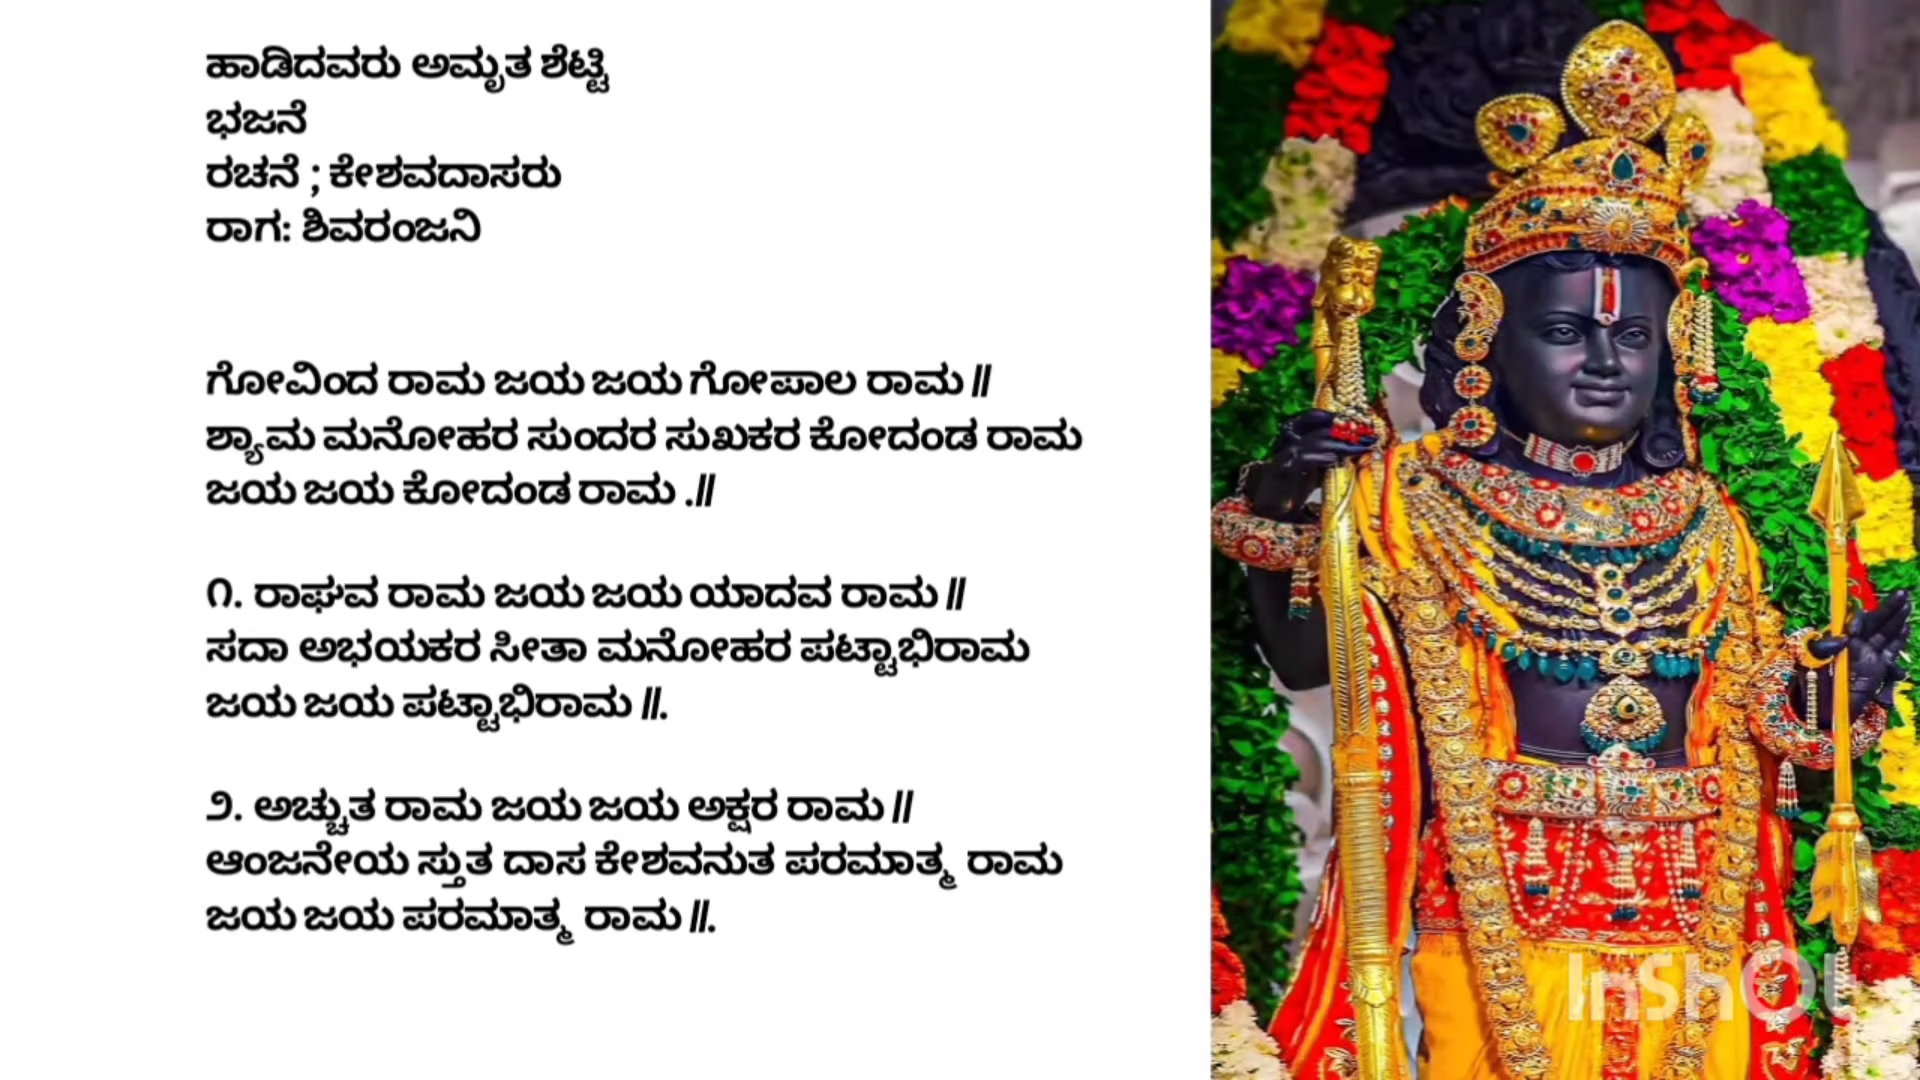 ಹಾಡಿದವರು ಅಮೃತ ಶೆಟ್ಟಿ
ಭಜನೆ
ರಚನೆ ; ಕೇಶವದಾಸರು
ರಾಗ: ಶಿವರಂಜನಿ
ಗೋವಿಂದ ರಾಮ ಜಯ ಜಯ ಗೋಪಾಲ ರಾಮ //
ಶ್ಯಾಮ ಮನೋಹರ ಸುಂದರ ಸುಖಕರ ಕೋದಂಡ ರಾಮ
ಜಯ ಜಯ ಕೋದಂಡ ರಾಮ .//
೧. ರಾಘವ ರಾಮ ಜಯ ಜಯ ಯಾದವ ರಾಮ //
ಸದಾ ಅಭಯಕರ ಸೀತಾ ಮನೋಹರ ಪಟ್ಟಾಭಿರಾಮ
ಜಯ ಜಯ ಪಟ್ಟಾಭಿರಾಮ //.
೨. ಅಚ್ಚುತ ರಾಮ ಜಯ ಜಯ ಅಕ್ಷರ ರಾಮ //
ಆಂಜನೇಯ ಸ್ತುತ ದಾಸ ಕೇಶವನುತ ಪರಮಾತ್ಮ ರಾಮ
ಜಯ ಜಯ ಪರಮಾತ್ಮ ರಾಮ //.
InShOt